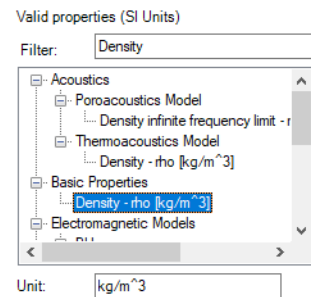 Valid properties (SI Units)
Filter: Density
Acoustics
Poroacoustics Model
Density infinite frequency limit -
Thermoacoustics Model
Density - rho [kg/m^3]
Basic Properties
Density - rho [kg/m^3]
Electromagnetic Models
Unit: kg/m^3